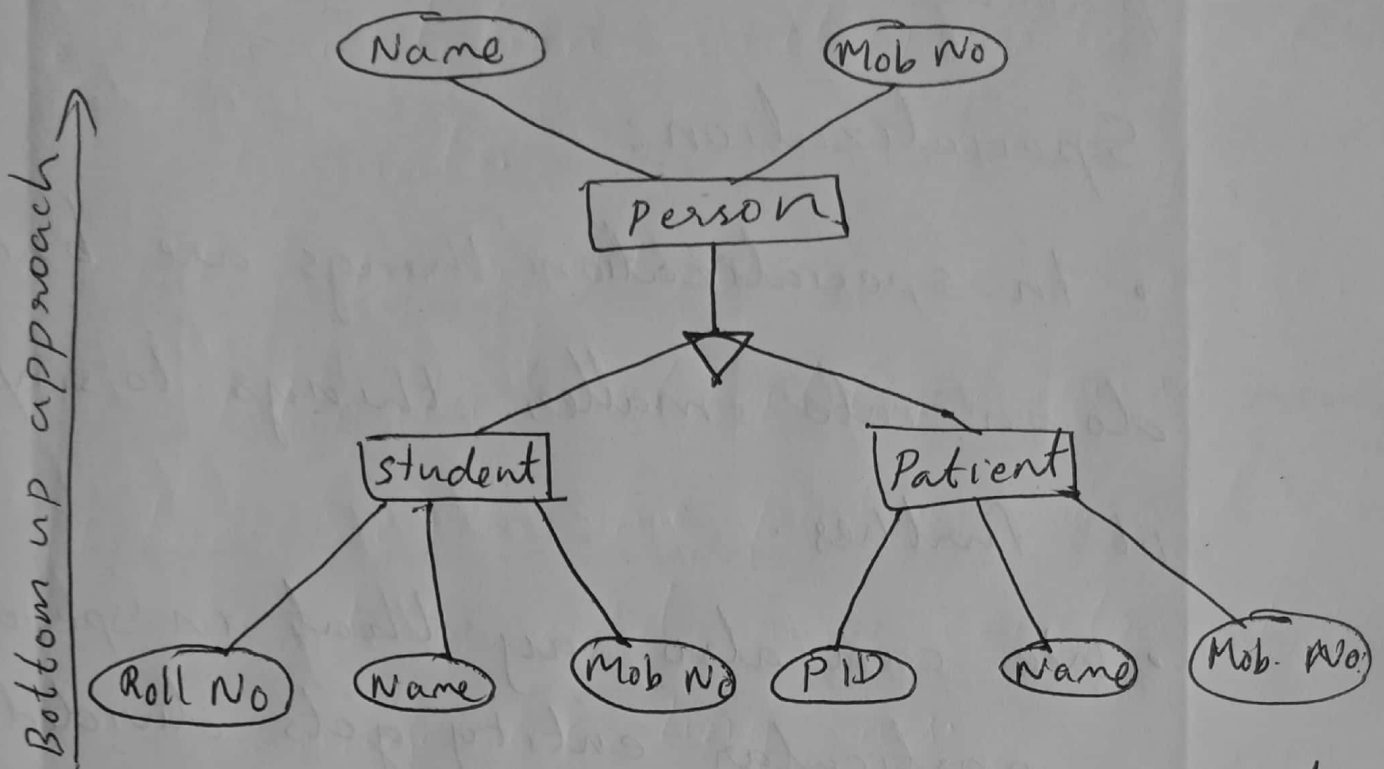 Name
Mob No
Person
Bottom up approach
student
Patient
Roll No
Name
Mob No
PID
Name
Mob. No.